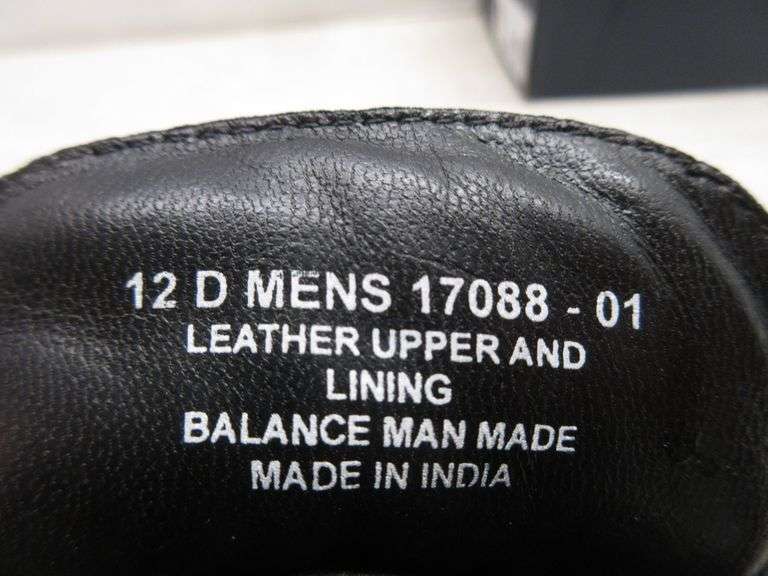 12 D MENS 17088 - 01
LEATHER UPPER AND
LINING
BALANCE MAN MADE
MADE IN INDIA